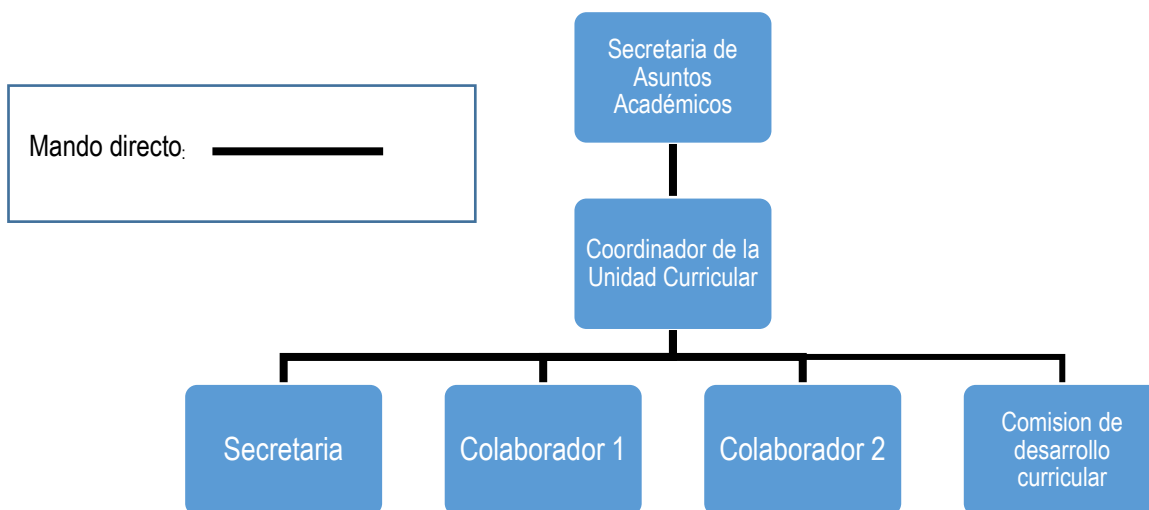 Secretaria de
Asuntos
Académicos
Mando directo:
Coordinador de la
Unidad Curricular
Secretaria
Colaborador 1
Colaborador 2
Comision de
desarrollo
curricular